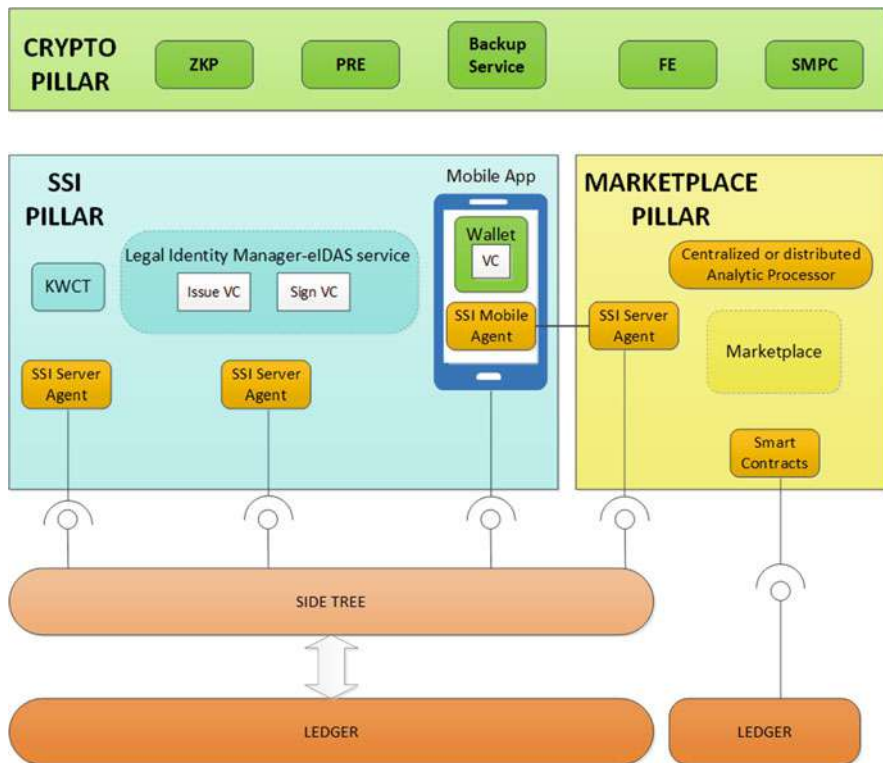 CRYPTO
PILLAR
ZKP
PRE
Backup
Service
FE
SMPC
SSI
PILLAR
Mobile App
MARKETPLACE
PILLAR
Legal Identity Manager-eIDAS service
Issue VC
Sign VC
KWCT
Wallet
VC
SSI Mobile
Agent
SSI Server
Agent
SSI Server
Agent
SSI Server
Agent
Centralized or distributed
Analytic Processor
Marketplace
Smart
Contracts
SIDE TREE
LEDGER
LEDGER